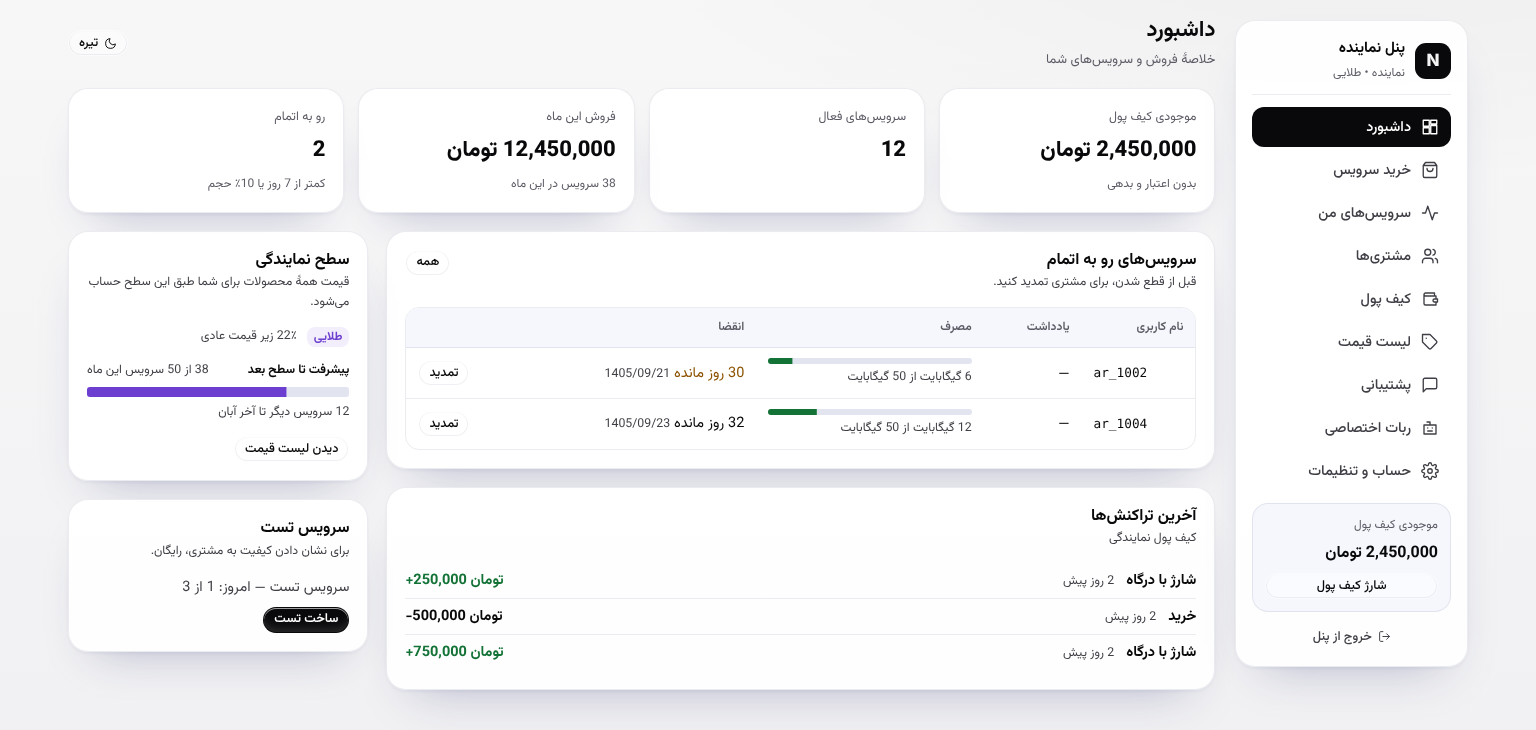 N
پنل نماینده
نماینده • طلایی
داشبورد
خرید سرویس
سرویس‌های من
مشتری‌ها
کیف پول
لیست قیمت
پشتیبانی
ربات اختصاصی
حساب و تنظیمات
موجودی کیف پول
2,450,000 تومان
شارژ کیف پول
خروج از پنل
داشبورد
خلاصهٔ فروش و سرویس‌های شما
تیره
موجودی کیف پول
2,450,000 تومان
بدون اعتبار و بدهی
سرویس‌های فعال
12
فروش این ماه
12,450,000 تومان
38 سرویس در این ماه
رو به اتمام
2
کمتر از 7 روز یا 10٪ حجم
سرویس‌های رو به اتمام
قبل از قطع شدن، برای مشتری تمدید کنید.
همه
نام کاربری یادداشت مصرف انقضا
ar_1002 — 6 گیگابایت از 50 گیگابایت 30 روز مانده 1405/09/21 تمدید
ar_1004 — 12 گیگابایت از 50 گیگابایت 32 روز مانده 1405/09/23 تمدید
آخرین تراکنش‌ها
کیف پول نمایندگی
شارژ با درگاه 2 روز پیش +250,000 تومان
خرید 2 روز پیش −500,000 تومان
شارژ با درگاه 2 روز پیش +750,000 تومان
سطح نمایندگی
قیمت همهٔ محصولات برای شما طبق این سطح حساب
می‌شود.
طلایی 22٪ زیر قیمت عادی
پیشرفت تا سطح بعد 38 از 50 سرویس این ماه
12 سرویس دیگر تا آخر آبان
دیدن لیست قیمت
سرویس تست
برای نشان دادن کیفیت به مشتری، رایگان.
سرویس تست — امروز: 1 از 3
ساخت تست